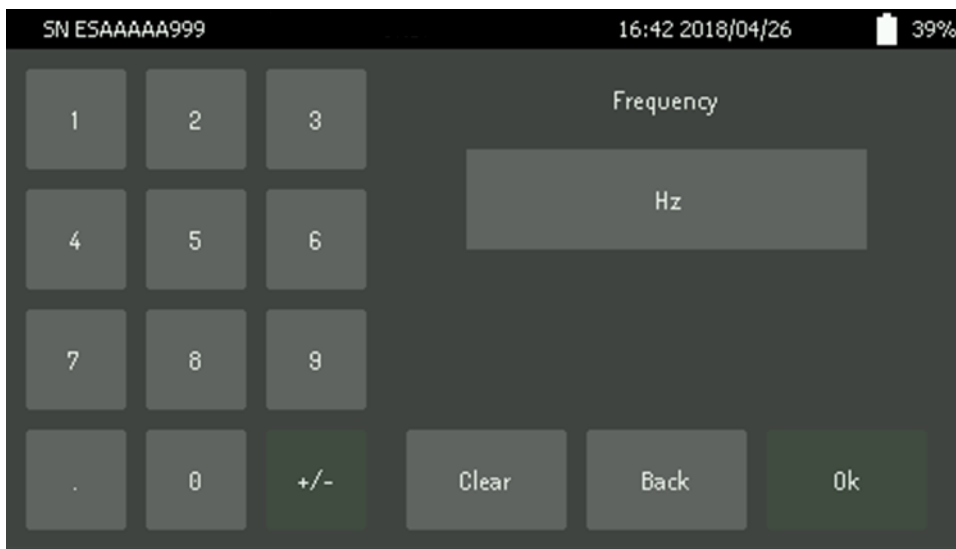 SN ESAAAAA999 16:42 2018/04/26 39%
Frequency
1 2 3
Hz
4 5 6
7 8 9
. 0 +/- Clear Back Ok